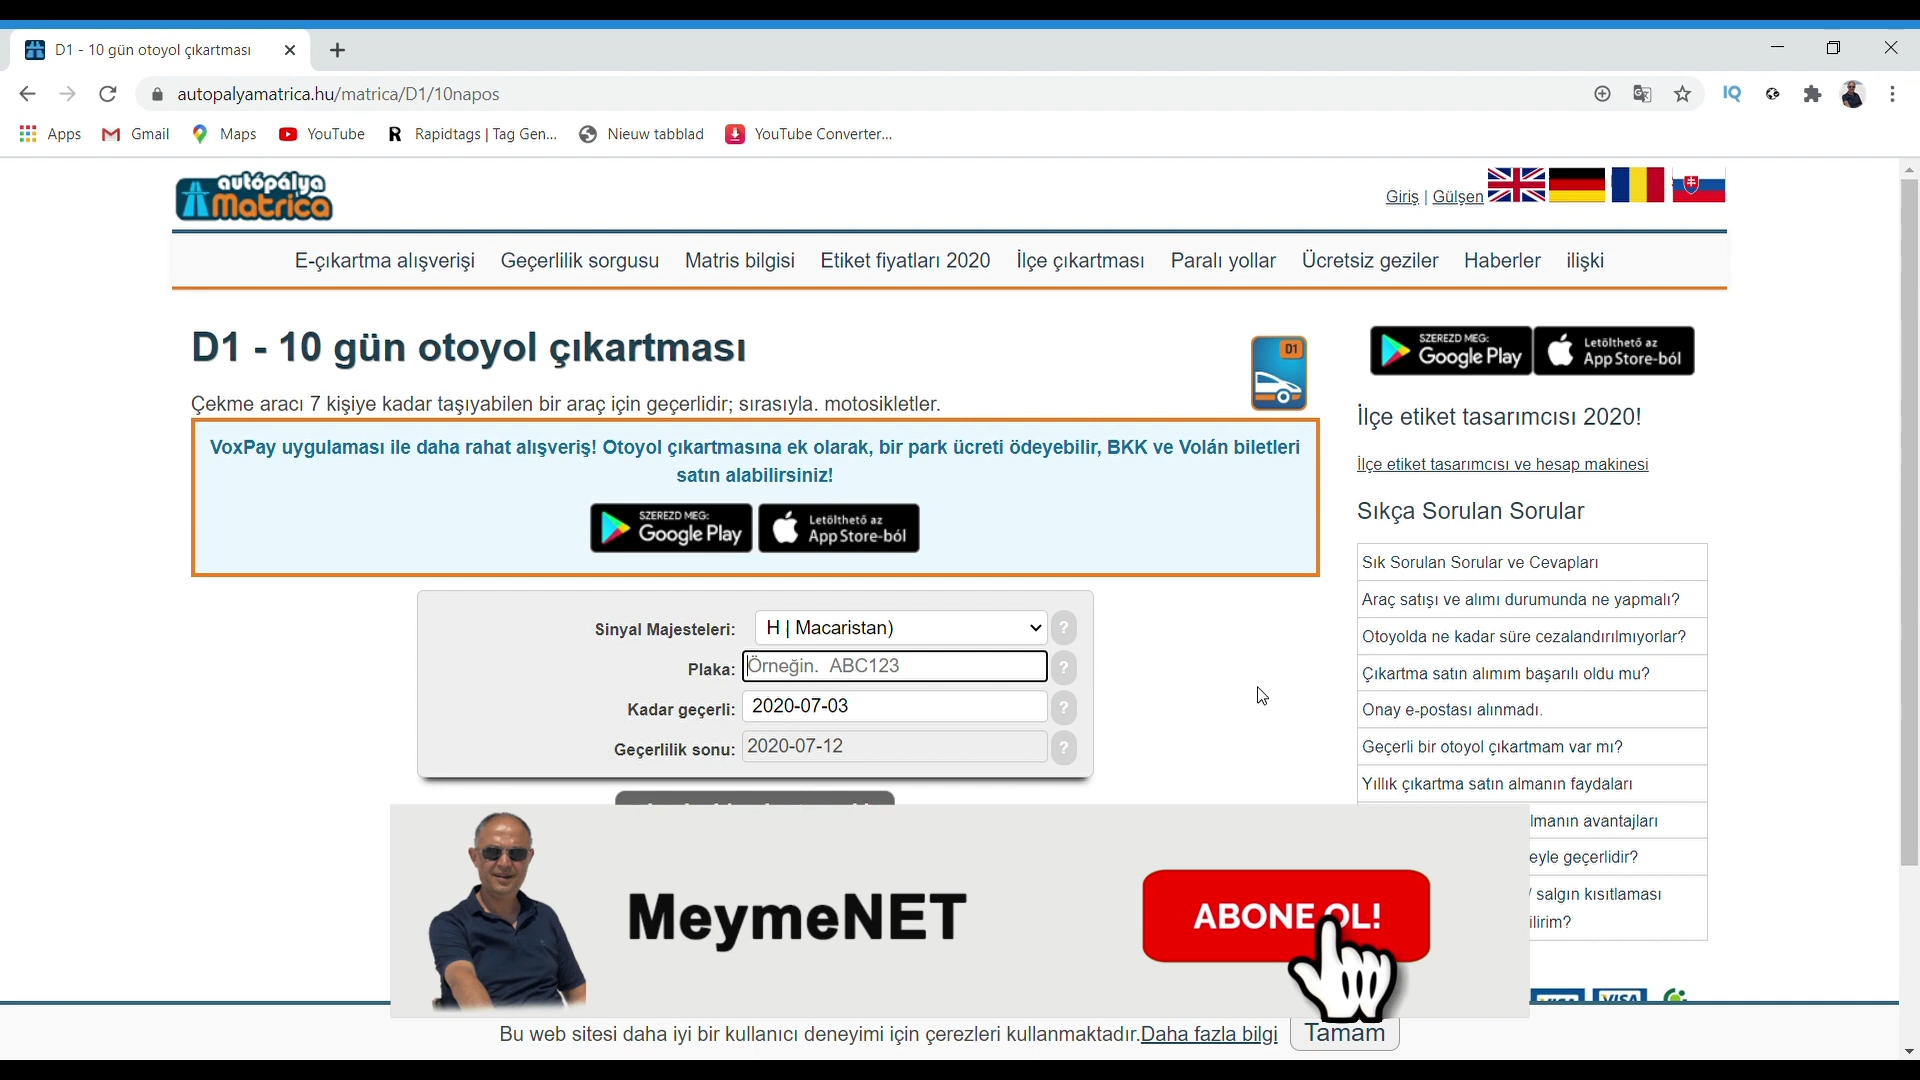 D1 - 10 gün otoyol çıkartması
autopalyamatrica.hu/matrica/D1/10napos
IQ
Apps
Gmail
Maps
YouTube
Rapidtags | Tag Gen...
Nieuw tabblad
YouTube Converter...
autópálya
Matrica
Giriş | Gülşen
E-çıkartma alışverişi
Geçerlilik sorgusu
Matris bilgisi
Etiket fiyatları 2020
İlçe çıkartması
Paralı yollar
Ücretsiz geziler
Haberler
ilişki
D1 - 10 gün otoyol çıkartması
D1
Çekme aracı 7 kişiye kadar taşıyabilen bir araç için geçerlidir; sırasıyla. motosikletler.
VoxPay uygulaması ile daha rahat alışveriş! Otoyol çıkartmasına ek olarak, bir park ücreti ödeyebilir, BKK ve Volán biletleri
satın alabilirsiniz!
SZEREZD MEG:
Google Play
Letölthető az
App Store-ból
Sinyal Majesteleri:
H | Macaristan)
?
Plaka:
Örneğin. ABC123
?
Kadar geçerli:
2020-07-03
?
Geçerlilik sonu:
2020-07-12
?
SZEREZD MEG:
Google Play
Letölthető az
App Store-ból
İlçe etiket tasarımcısı 2020!
İlçe etiket tasarımcısı ve hesap makinesi
Sıkça Sorulan Sorular
Sık Sorulan Sorular ve Cevapları
Araç satışı ve alımı durumunda ne yapmalı?
Otoyolda ne kadar süre cezalandırılmıyorlar?
Çıkartma satın alımım başarılı oldu mu?
Onay e-postası alınmadı.
Geçerli bir otoyol çıkartmam var mı?
Yıllık çıkartma satın almanın faydaları
lmanın avantajları
eyle geçerlidir?
salgın kısıtlaması
ilirim?
MeymeNET
ABONE OL!
VISA
VISA
Bu web sitesi daha iyi bir kullanıcı deneyimi için çerezleri kullanmaktadır.Daha fazla bilgi
Tamam